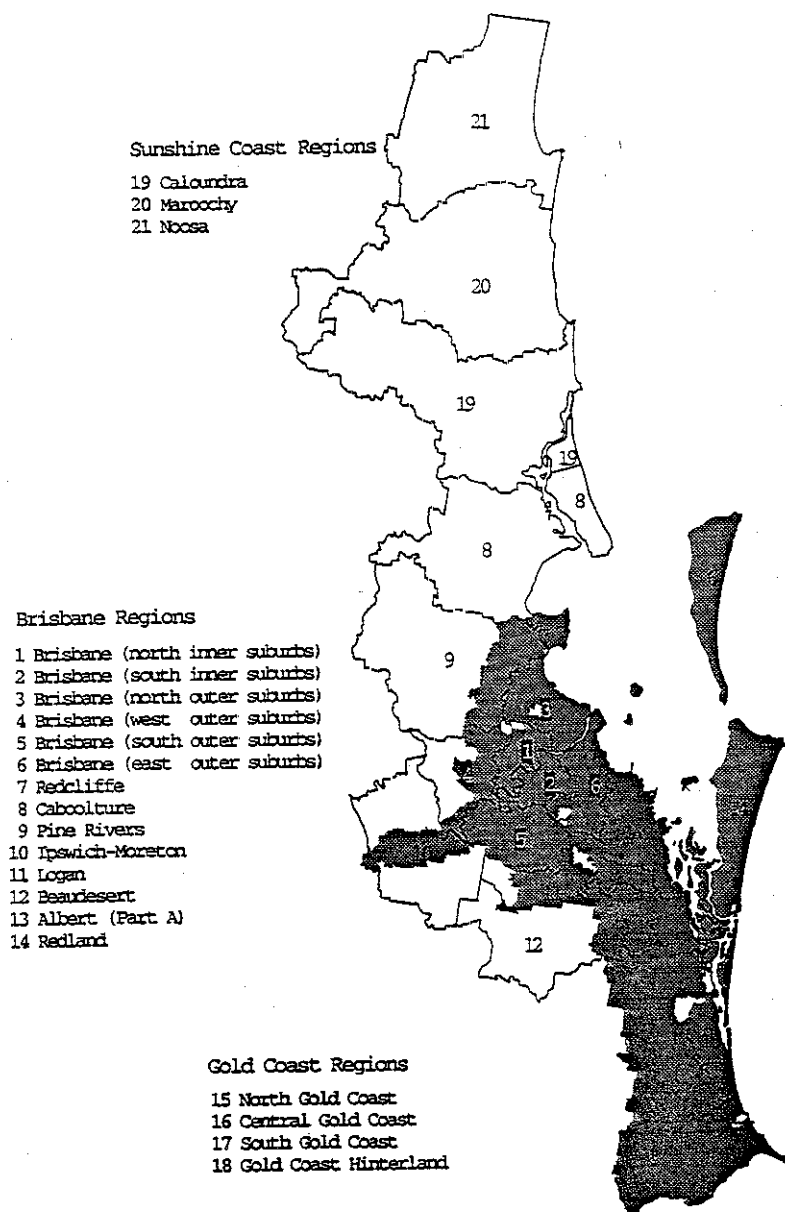 21
Sunshine Coast Regions
19 Caloundra
20 Maroochy
21 Noosa
20
19
19
8
8
Brisbane Regions
1 Brisbane (north inner suburbs)
2 Brisbane (south inner suburbs)
3 Brisbane (north outer suburbs)
4 Brisbane (west outer suburbs)
5 Brisbane (south outer suburbs)
6 Brisbane (east outer suburbs)
7 Redcliffe
8 Caboolture
9 Pine Rivers
10 Ipswich-Moreton
11 Logan
12 Beaudesert
13 Albert (Part A)
14 Redland
9
3
1
2
6
5
12
Gold Coast Regions
15 North Gold Coast
16 Central Gold Coast
17 South Gold Coast
18 Gold Coast Hinterland